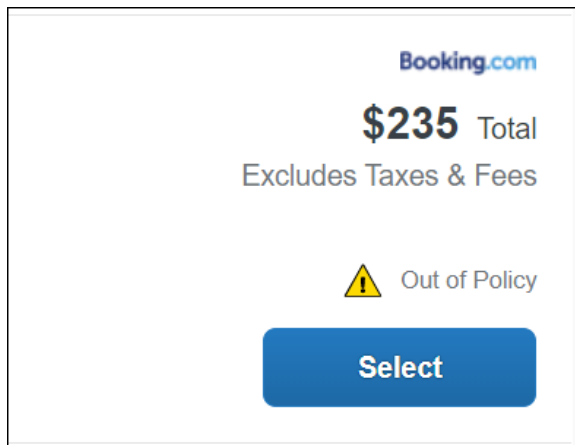 Booking.com
$235 Total
Excludes Taxes & Fees
Out of Policy
Select